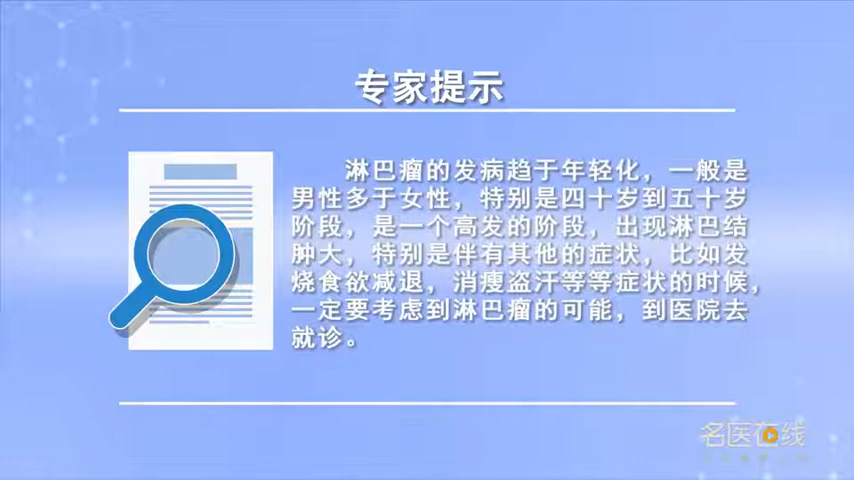 专家提示
淋巴瘤的发病趋于年轻化，一般是
男性多于女性，特别是四十岁到五十岁
阶段，是一个高发的阶段，出现淋巴结
肿大，特别是伴有其他的症状，比如发
烧食欲减退，消瘦盗汗等等症状的时候，
一定要考虑到淋巴瘤的可能，到医院去
就诊。
名医在线